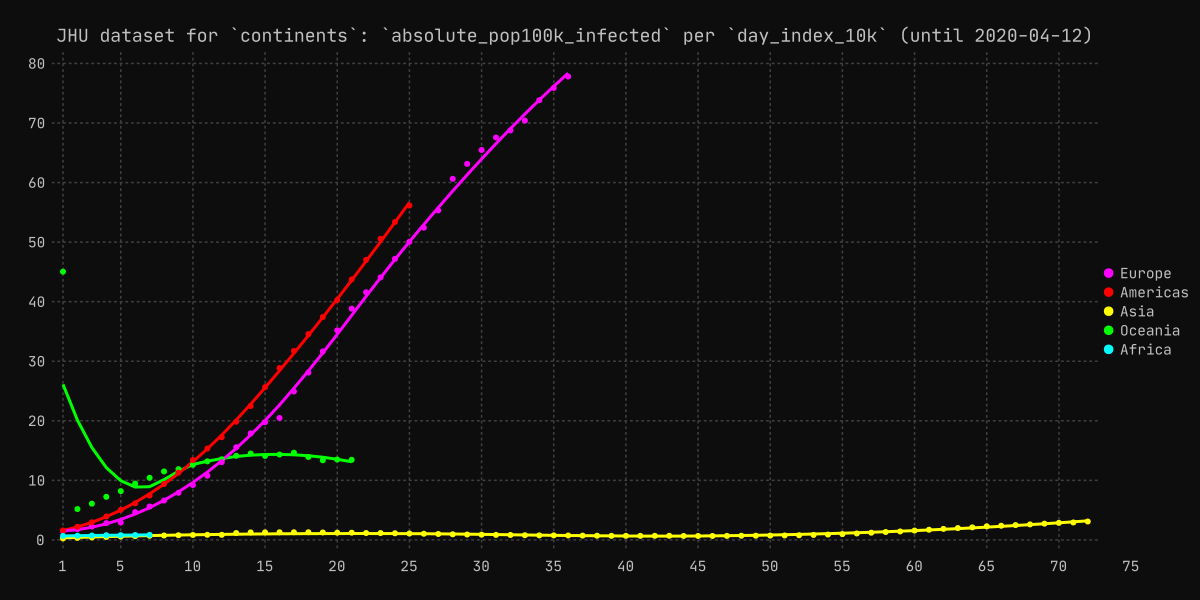 JHU dataset for `continents`: `absolute_pop100k_infected` per `day_index_10k` (until 2020-04-12)
80
70
60
50
40
30
20
10
0
1 5 10 15 20 25 30 35 40 45 50 55 60 65 70 75
Europe
Americas
Asia
Oceania
Africa